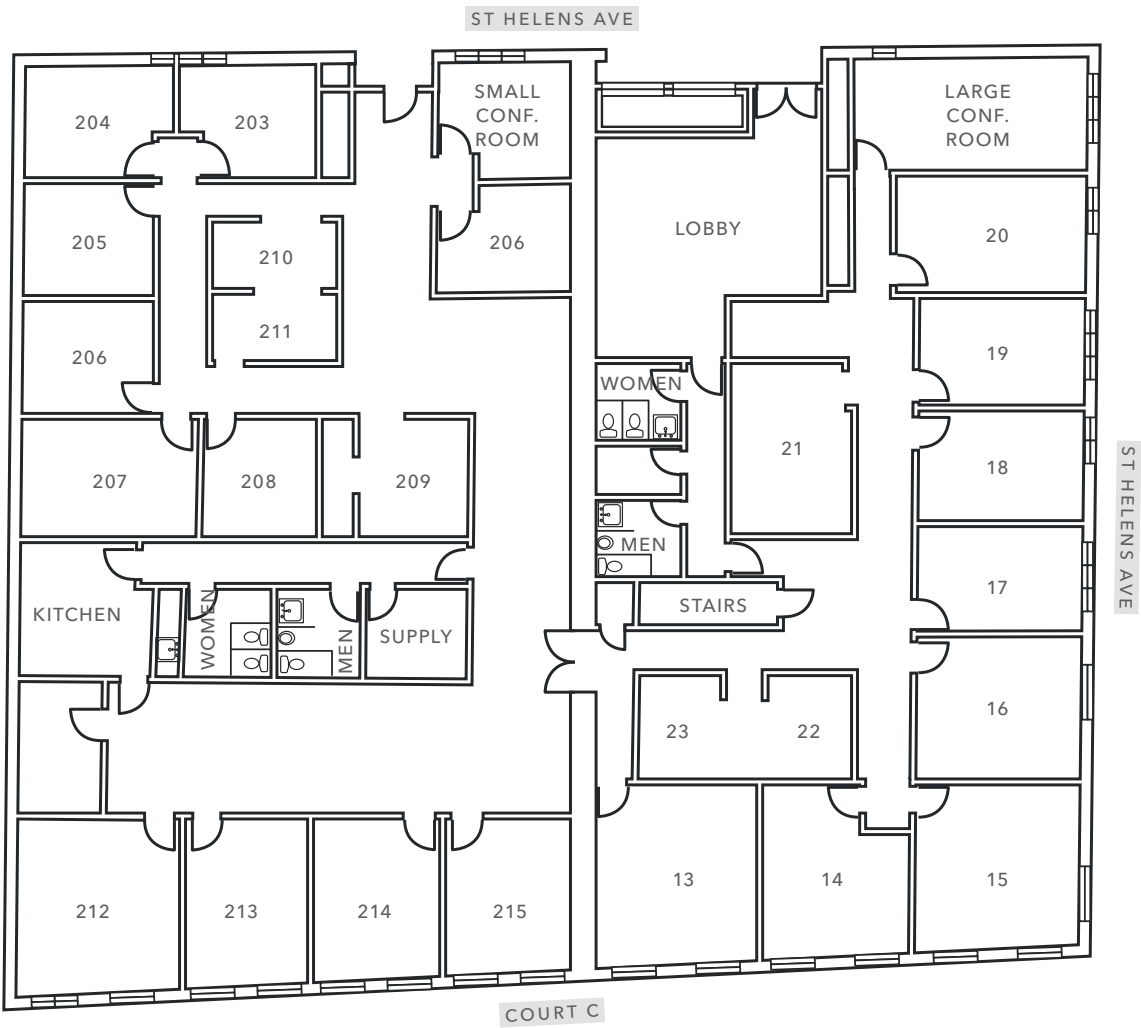 ST HELENS AVE
SMALL
CONF.
ROOM
LARGE
CONF.
ROOM
204
203
LOBBY
20
205
206
210
211
206
19
WOMEN
21
18
207
208
209
MEN
17
ST HELENS AVE
KITCHEN
WOMEN
MEN
SUPPLY
STAIRS
16
23
22
212
213
214
215
13
14
15
COURT C